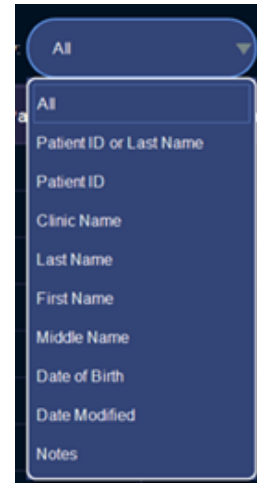 All
All
Patient ID or Last Name
Patient ID
Clinic Name
Last Name
First Name
Middle Name
Date of Birth
Date Modified
Notes